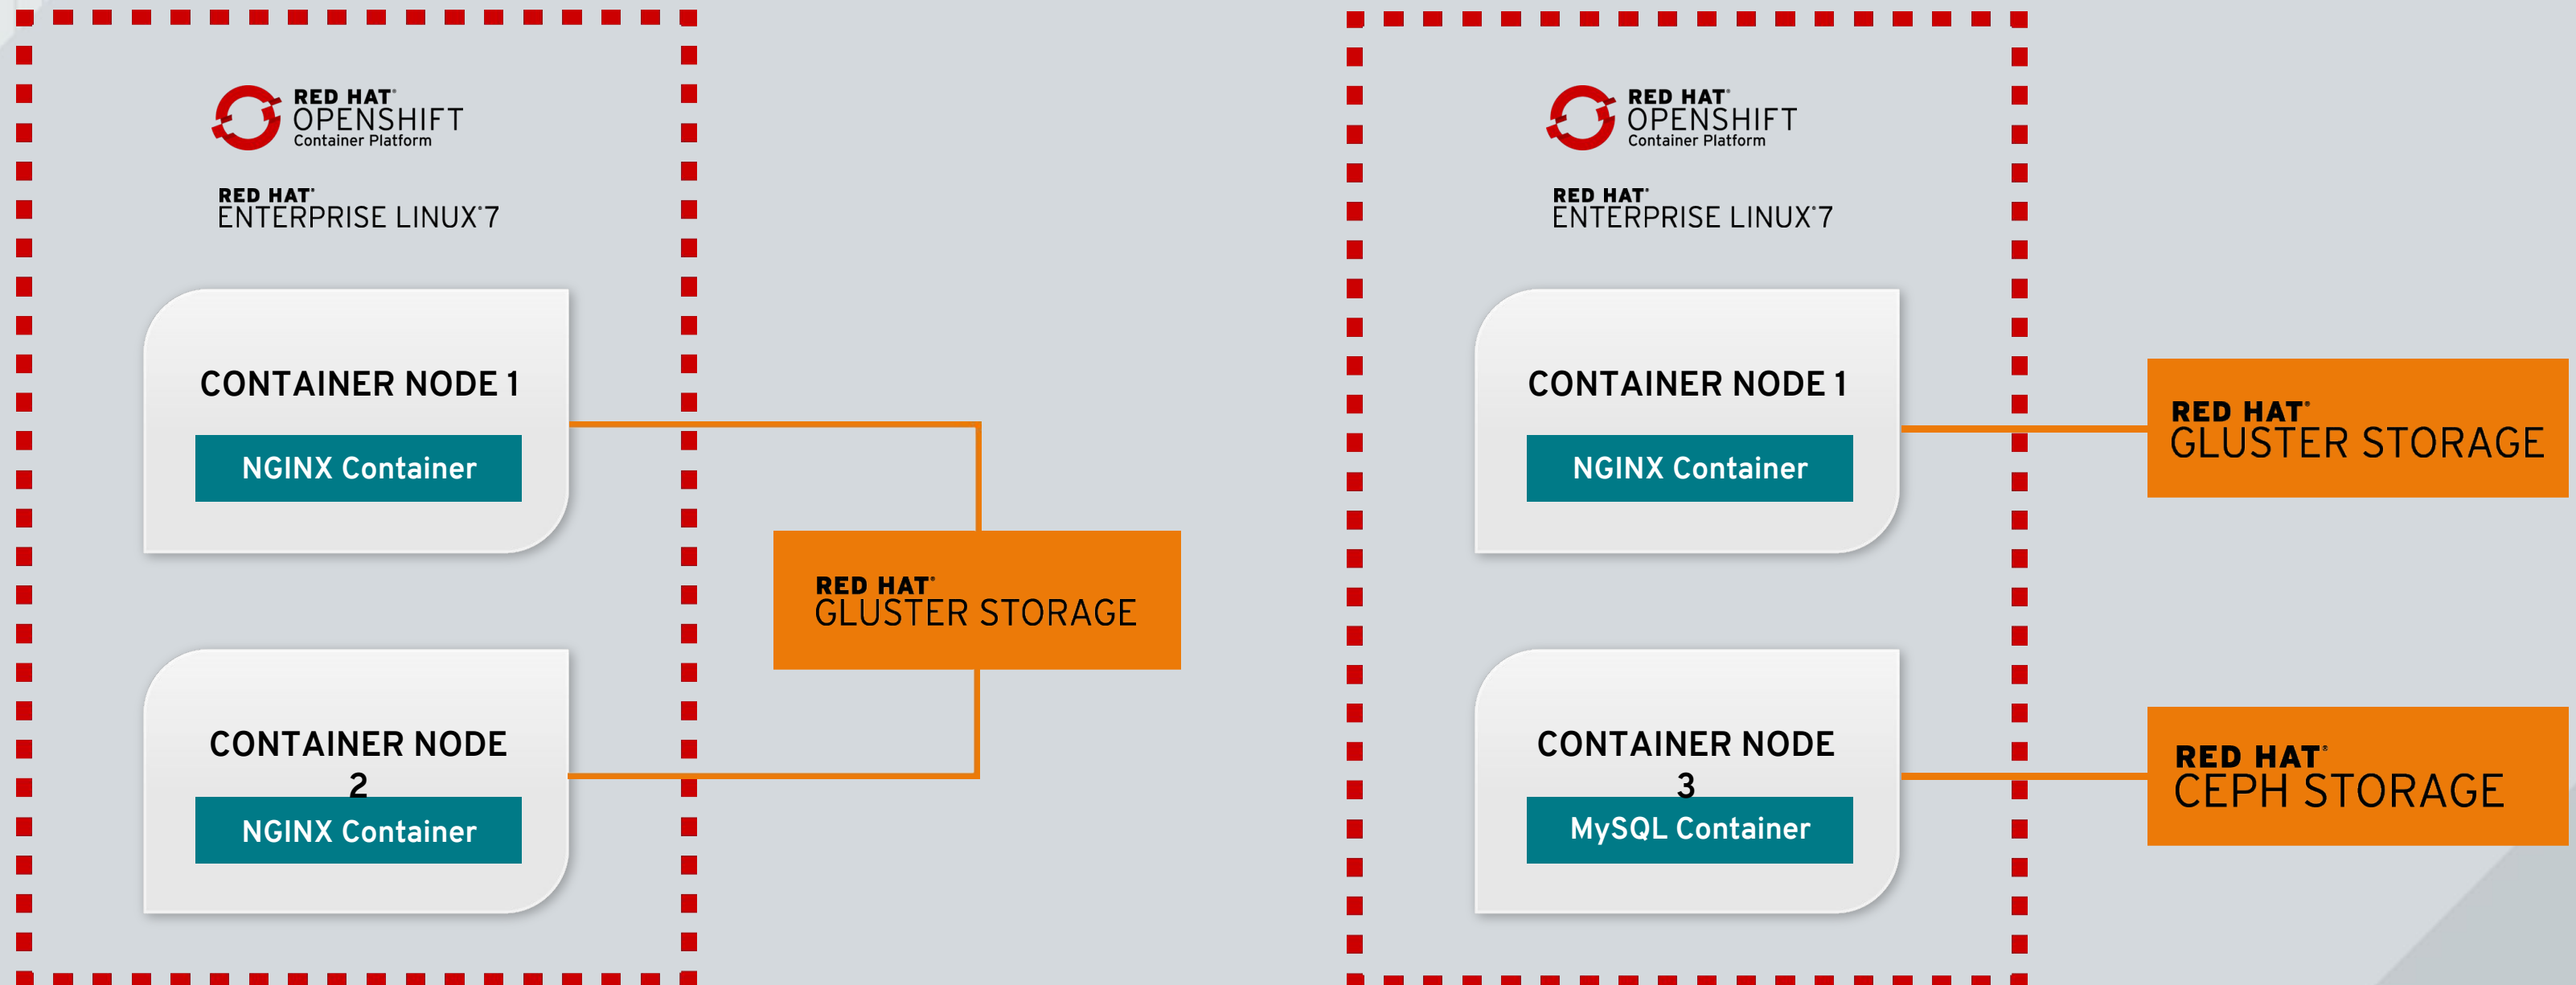 RED HAT®
OPENSHIFT
Container Platform
RED HAT®
ENTERPRISE LINUX®7
CONTAINER NODE 1
NGINX Container
CONTAINER NODE
2
NGINX Container
RED HAT®
GLUSTER STORAGE
RED HAT®
OPENSHIFT
Container Platform
RED HAT®
ENTERPRISE LINUX®7
CONTAINER NODE 1
NGINX Container
CONTAINER NODE
3
MySQL Container
RED HAT®
GLUSTER STORAGE
RED HAT®
CEPH STORAGE